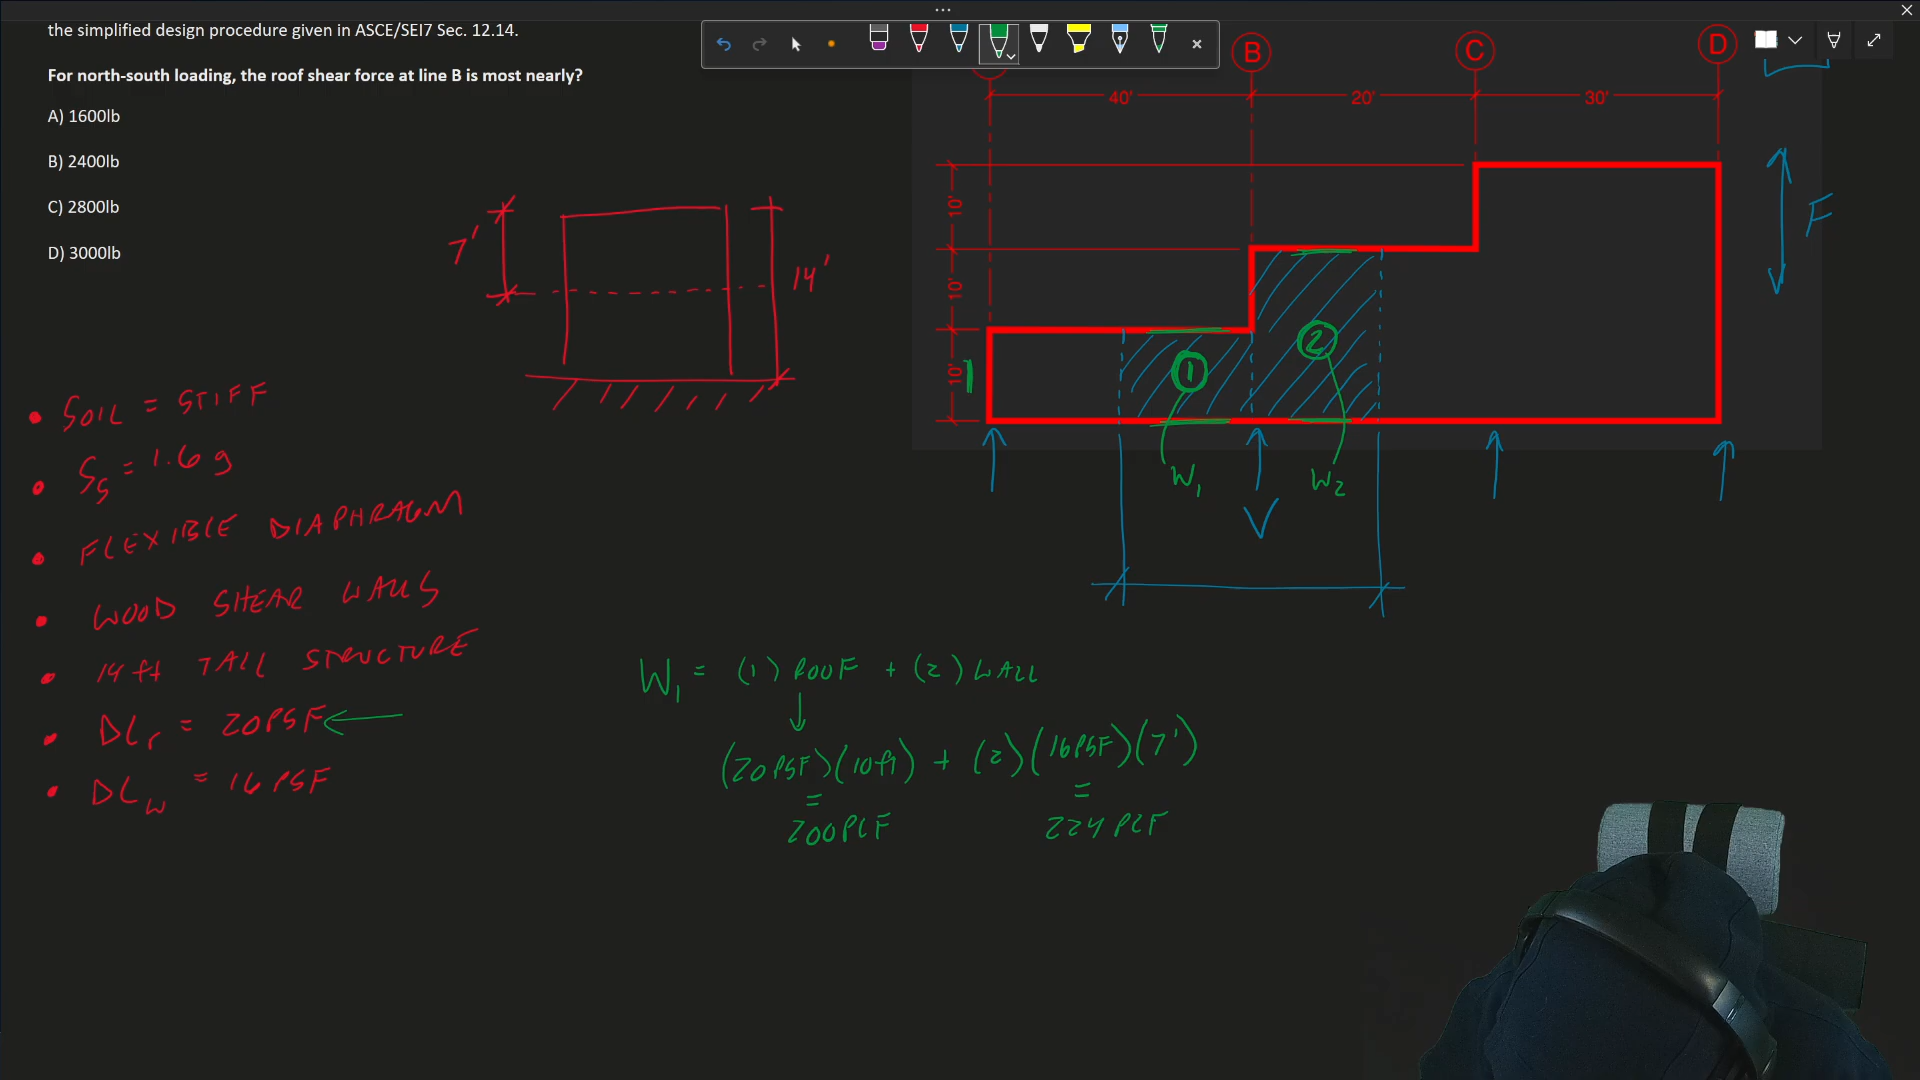 the simplified design procedure given in ASCE/SEI7 Sec. 12.14.
For north-south loading, the roof shear force at line B is most nearly?
A) 1600lb
B) 2400lb
C) 2800lb
D) 3000lb
B
C
D
40'
20'
30'
10'
10'
10'
F
7'
14'
1
2
W1
W2
V
• SOIL = STIFF
• Ss = 1.6g
• FLEXIBLE DIAPHRAGM
• WOOD SHEAR WALLS
• 14ft TALL STRUCTURE
• DLr = 20PSF
• DLw = 16PSF
W1 = (1) ROOF + (2) WALL
(20PSF)(10ft) + (2)(16PSF)(7')
= =
200PLF 224PLF